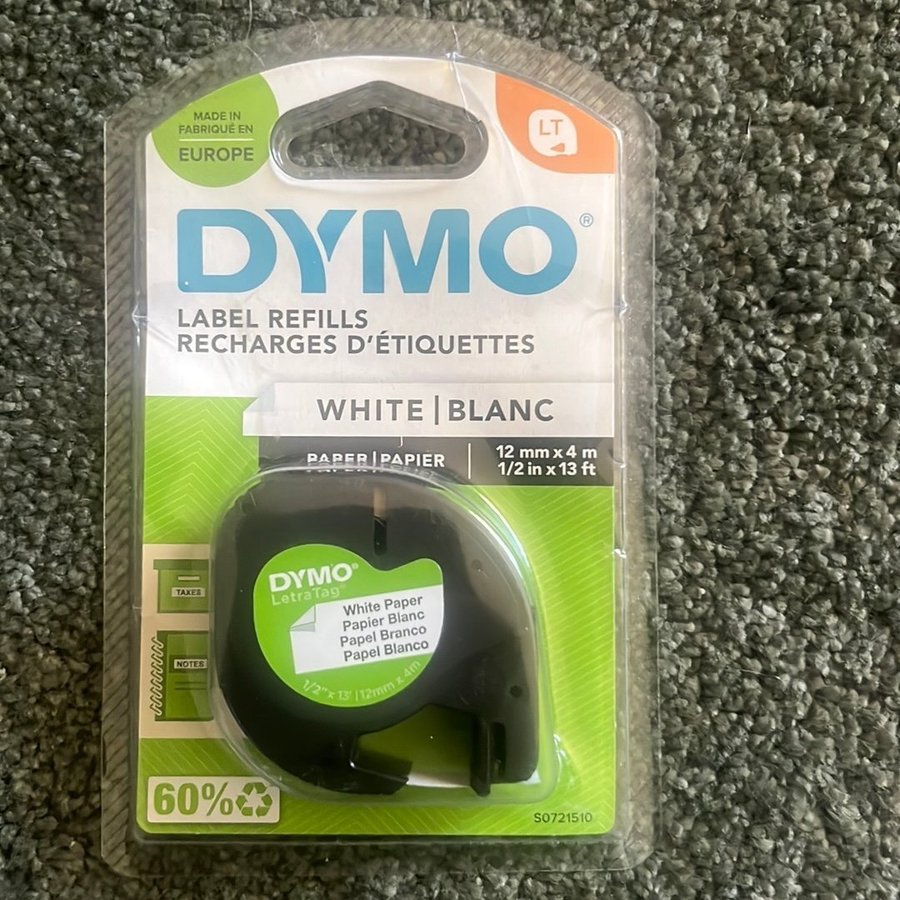 MADE IN
FABRIQUÉ EN
EUROPE
LT
DYMO®
LABEL REFILLS
RECHARGES D'ÉTIQUETTES
WHITE | BLANC
PAPER | PAPIER
12 mm x 4 m
1/2 in x 13 ft
DYMO®
LetraTag™
White Paper
Papier Blanc
Papel Branco
Papel Blanco
1/2" x 13' | 12mm x 4m
TAXES
NOTES
60%
S0721510